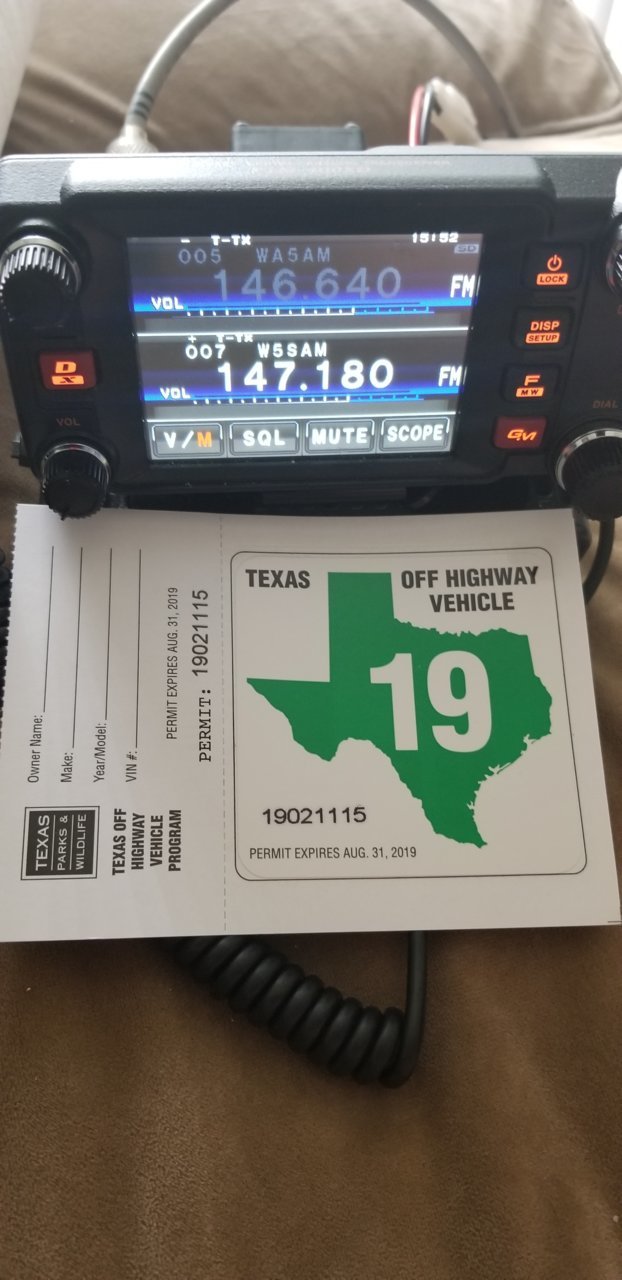 - T-TX 15:52
005 WA5AM SD
146.640 FM
VOL
+ T-TX
007 W5SAM
147.180 FM
VOL
V/M SQL MUTE SCOPE
LOCK
DISP
SETUP
F
MW
GM
D
X
VOL
DIAL
TEXAS OFF HIGHWAY
VEHICLE
19
19021115
PERMIT EXPIRES AUG. 31, 2019
Owner Name:
Make:
Year/Model:
VIN #:
PERMIT EXPIRES AUG. 31, 2019
PERMIT: 19021115
TEXAS
PARKS &
WILDLIFE
TEXAS OFF
HIGHWAY
VEHICLE
PROGRAM